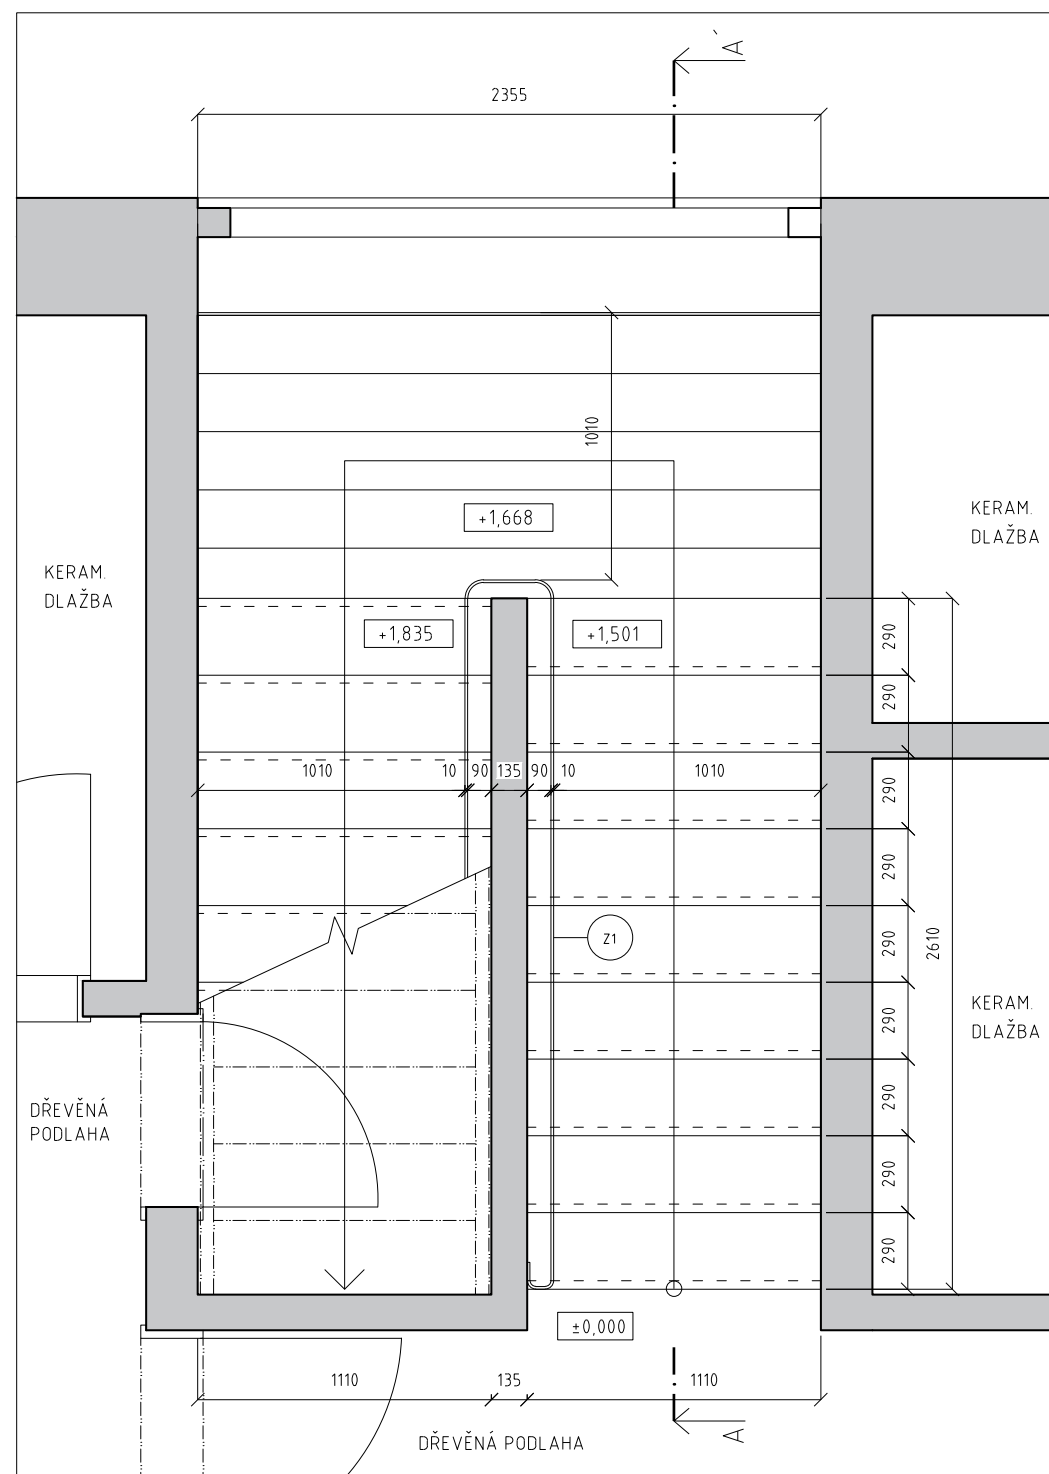 A´
2355
1010
+1,668
KERAM.
DLAŽBA
KERAM.
DLAŽBA
+1,835
+1,501
290
290
1010
10
90
135
90
10
1010
290
290
Z1
290
2610
290
KERAM.
DLAŽBA
290
290
290
DŘEVĚNÁ
PODLAHA
±0,000
1110
135
1110
A
DŘEVĚNÁ PODLAHA